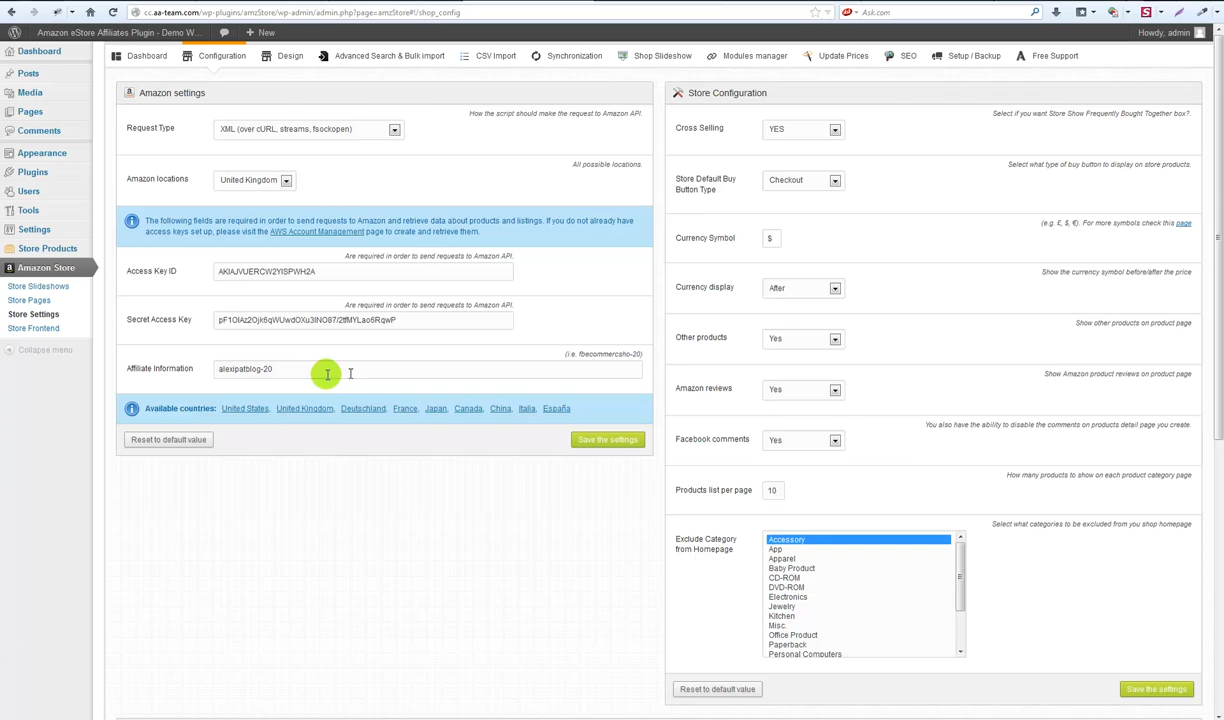 cc.aa-team.com/wp-plugins/amzStore/wp-admin/admin.php?page=amzStore#!/shop_config
Ask.com
Amazon eStore Affiliates Plugin - Demo W...
New
Howdy, admin
Dashboard
Posts
Media
Pages
Comments
Appearance
Plugins
Users
Tools
Settings
Store Products
Amazon Store
Store Slideshows
Store Pages
Store Settings
Store Frontend
Collapse menu
Dashboard
Configuration
Design
Advanced Search & Bulk import
CSV Import
Synchronization
Shop Slideshow
Modules manager
Update Prices
SEO
Setup / Backup
Free Support
Amazon settings
How the script should make the request to Amazon API.
Request Type
XML (over cURL, streams, fsockopen)
All possible locations.
Amazon locations
United Kingdom
The following fields are required in order to send requests to Amazon and retrieve data about products and listings. If you do not already
have access keys set up, please visit the AWS Account Management page to create and retrieve them.
Are required in order to send requests to Amazon API.
Access Key ID
AKIAJVUERCW2YISPWH2A
Are required in order to send requests to Amazon API.
Secret Access Key
(i.e. fbecommercsho-20)
Affiliate Information
alexipatblog-20
Available countries: United States, United Kingdom, Deutschland, France, Japan, Canada, China, Italia, España
Reset to default value
Save the settings
Store Configuration
Select if you want Store Show Frequently Bought Together box?.
Cross Selling
YES
Select what type of buy button to display on store products.
Store Default Buy
Button Type
Checkout
(e.g. £, $, €). For more symbols check this page
Currency Symbol
$
Show the currency symbol before/after the price
Currency display
After
Show other products on product page
Other products
Yes
Show Amazon product reviews on product page
Amazon reviews
Yes
You also have the ability to disable the comments on products detail page you create.
Facebook comments
Yes
How many products to show on each product category page
Products list per page
10
Select what categories to be excluded from you shop homepage
Exclude Category
from Homepage
Accessory
App
Apparel
Baby Product
CD-ROM
DVD-ROM
Electronics
Jewelry
Kitchen
Misc.
Office Product
Paperback
Personal Computers
Reset to default value
Save the settings